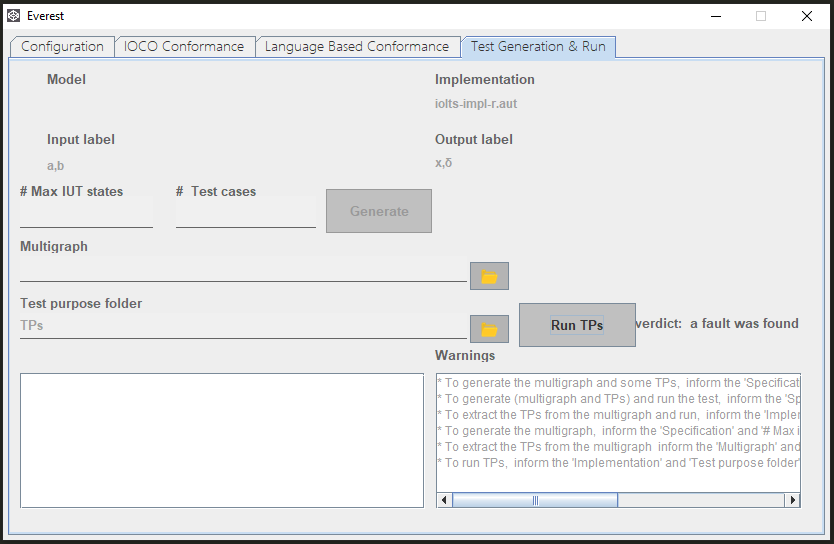 Everest
Configuration
IOCO Conformance
Language Based Conformance
Test Generation & Run
Model
Implementation
iolts-impl-r.aut
Input label
Output label
a,b
x,δ
# Max IUT states
# Test cases
Generate
Multigraph
Test purpose folder
TPs
Run TPs
verdict: a fault was found
Warnings
* To generate the multigraph and some TPs, inform the 'Specificat
* To generate (multigraph and TPs) and run the test, inform the 'Sp
* To extract the TPs from the multigraph and run, inform the 'Impler
* To generate the multigraph, inform the 'Specification' and '# Max i
* To extract the TPs from the multigraph inform the 'Multigraph' and
* To run TPs, inform the 'Implementation' and 'Test purpose folder'